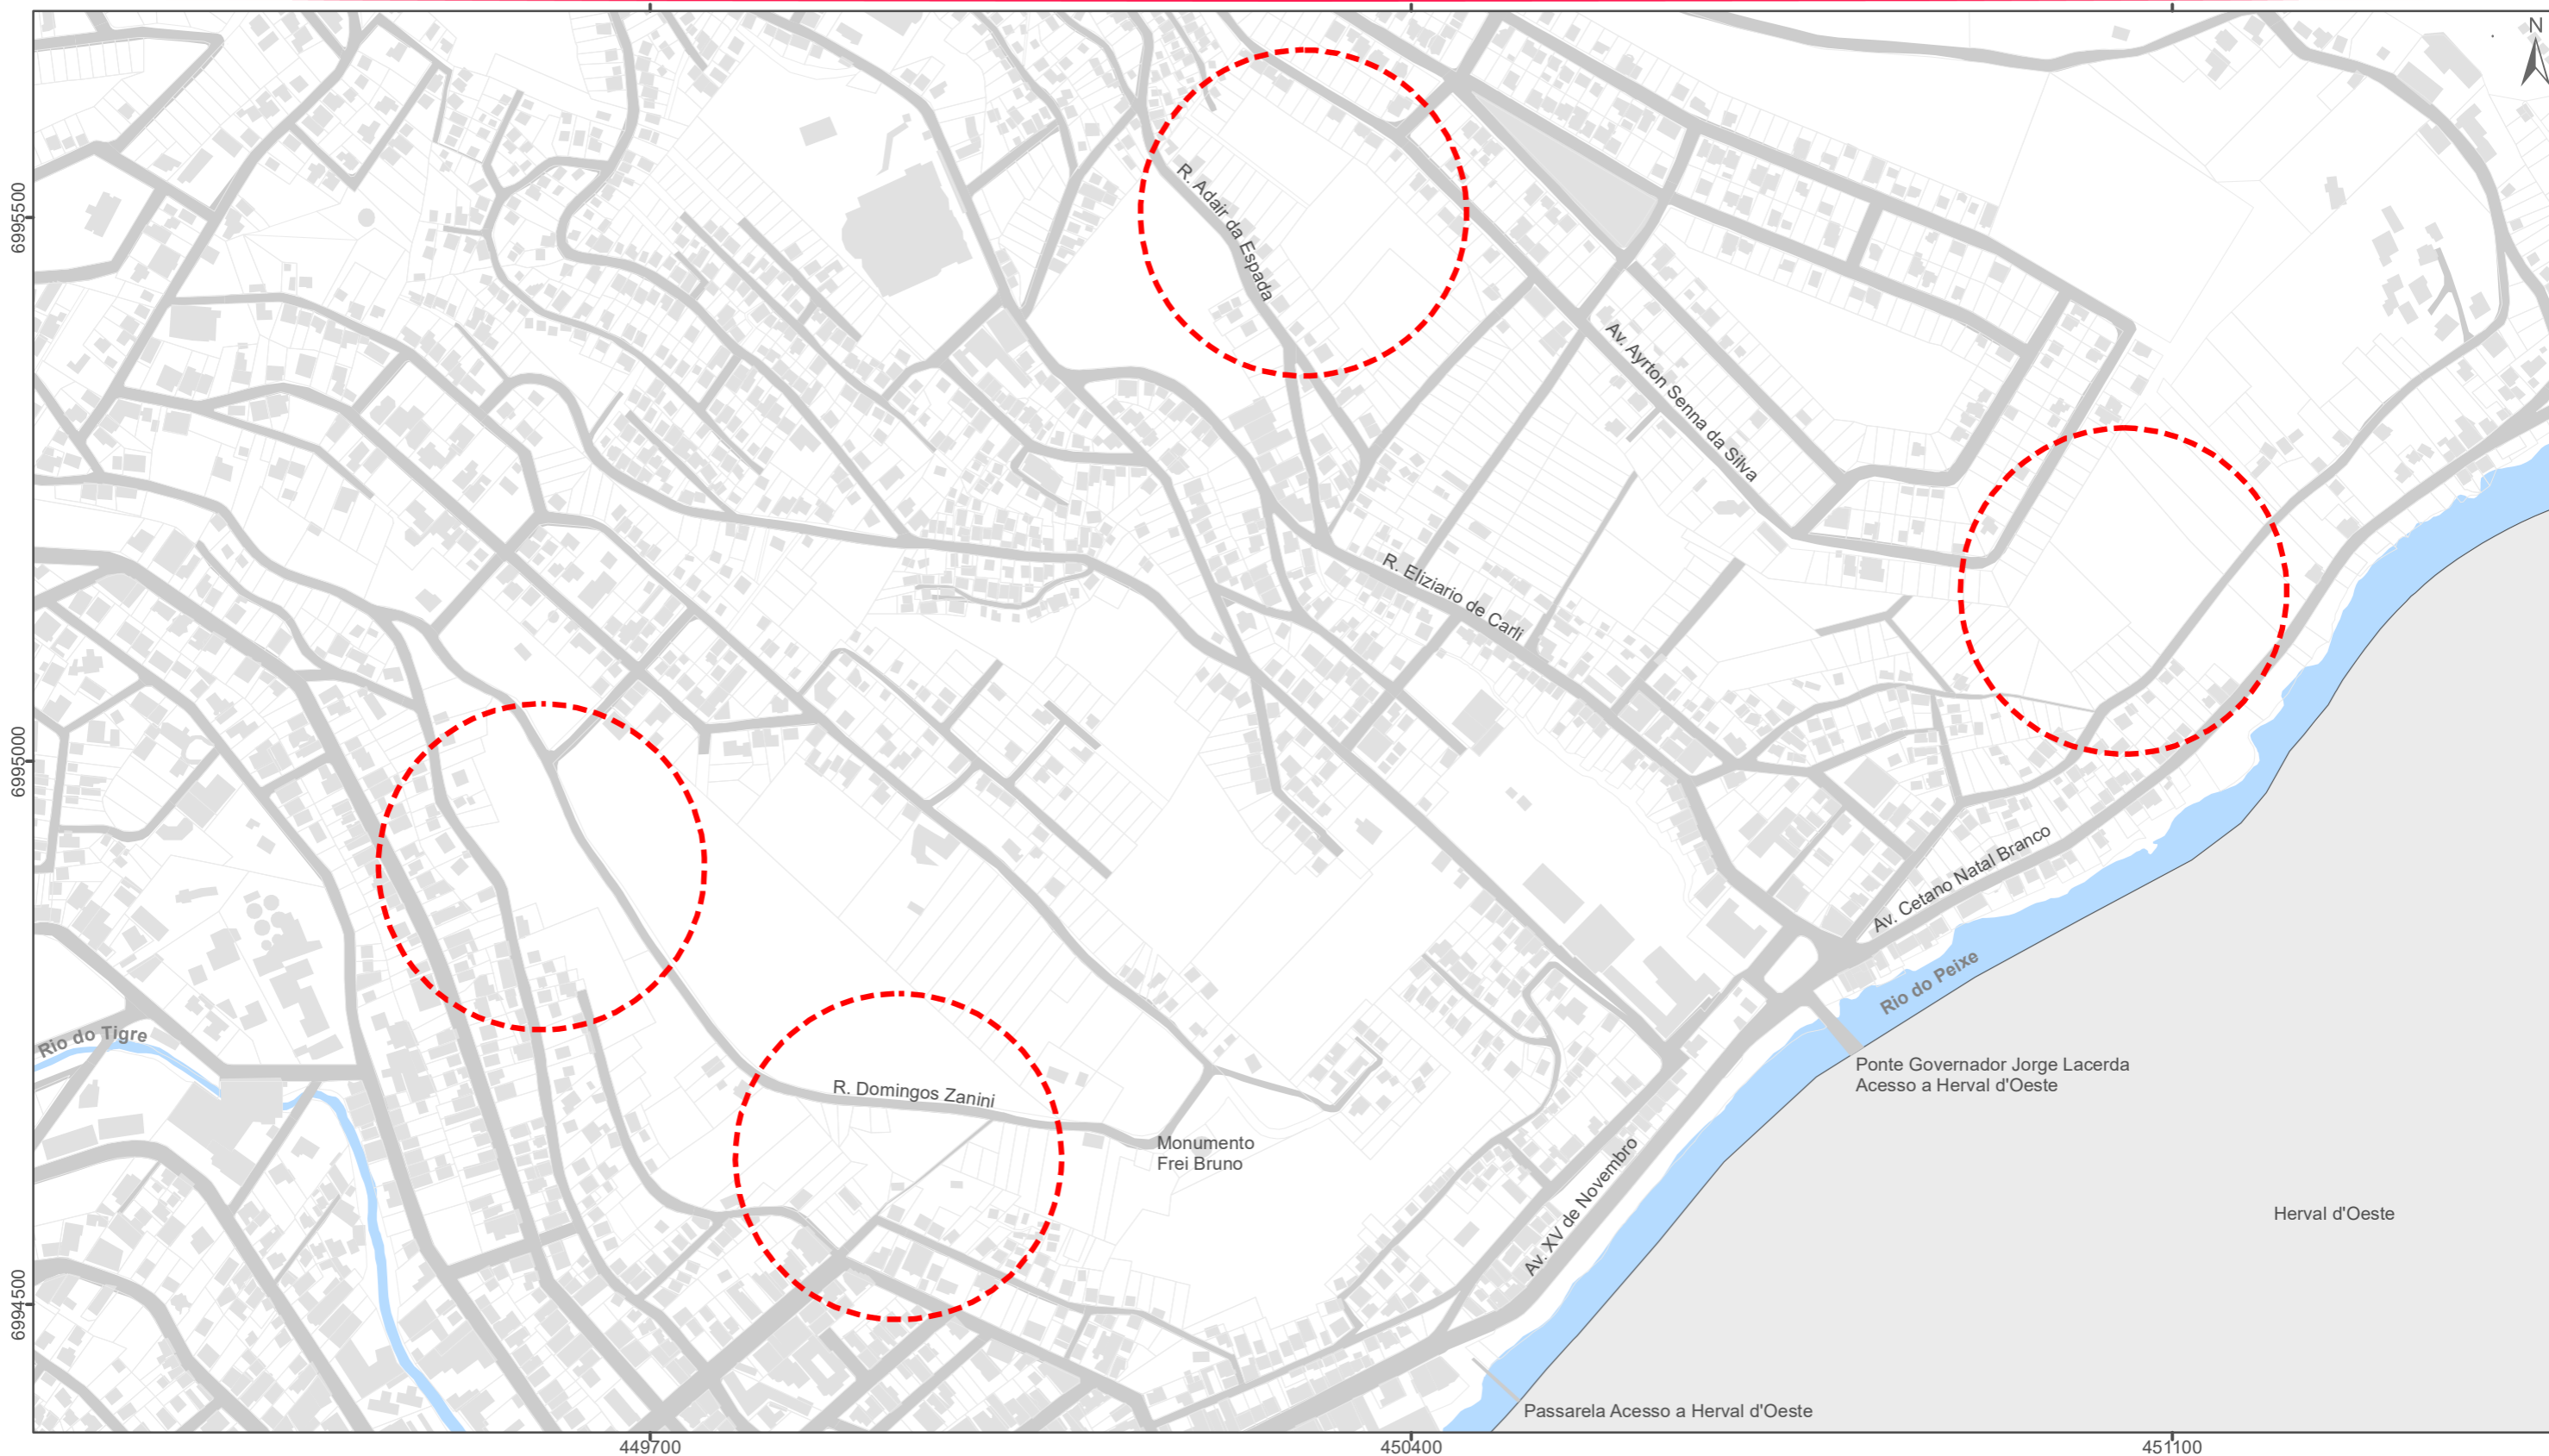 N
R. Adair da Espada
6995500
Av. Ayrton Senna da Silva
R. Eliziario de Carli
6995000
Av. Cetano Natal Branco
Rio do Peixe
Rio do Tigre
Ponte Governador Jorge Lacerda
Acesso a Herval d'Oeste
R. Domingos Zanini
Monumento
Frei Bruno
Av. XV de Novembro
Herval d'Oeste
6994500
Passarela Acesso a Herval d'Oeste
449700
450400
451100